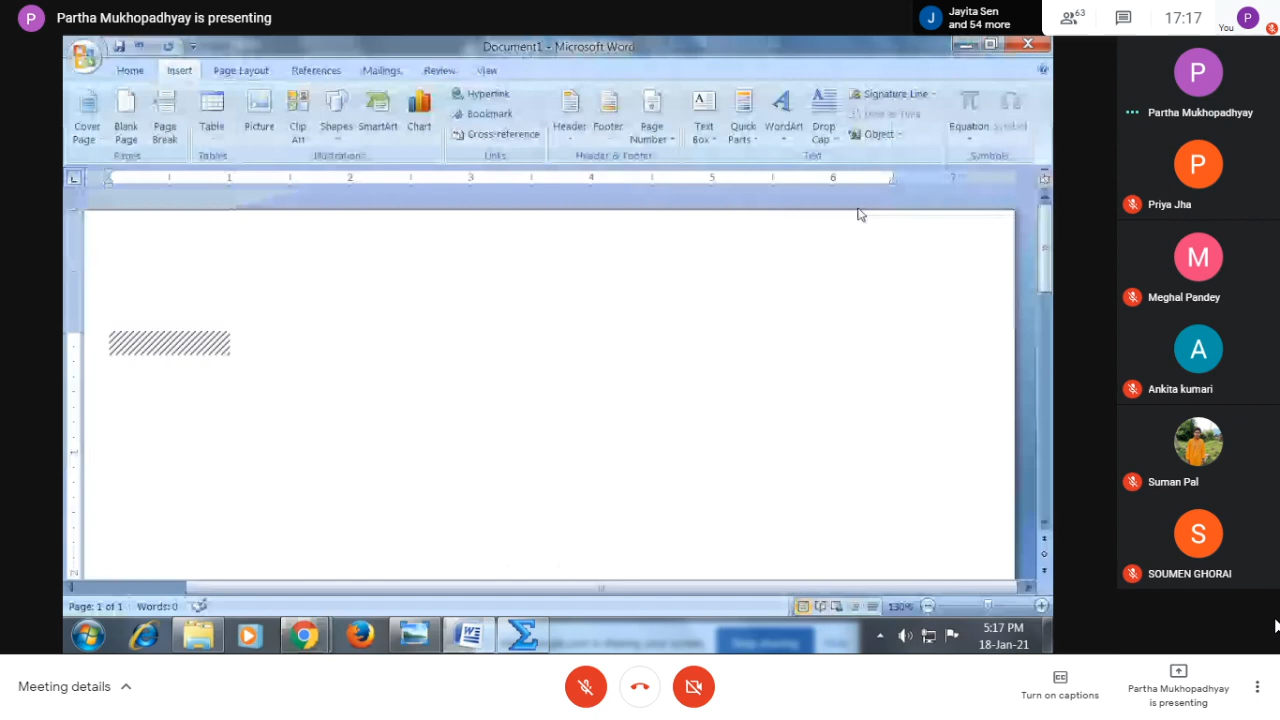 P Partha Mukhopadhyay is presenting
J Jayita Sen
and 54 more
63
17:17
You
P
Document1 - Microsoft Word
Home Insert Page Layout References Mailings Review View
Cover Page
Blank Page
Page Break
Table
Picture
Clip Art
Shapes
SmartArt
Chart
Hyperlink
Bookmark
Cross-reference
Header
Footer
Page Number
Text Box
Quick Parts
WordArt
Drop Cap
Signature Line
Object
Equation
Symbol
Pages
Tables
Links
Header & Footer
Text
Symbols
L
1 2 3 4 5 6 7
P
Partha Mukhopadhyay
P
Priya Jha
M
Meghal Pandey
A
Ankita kumari
Suman Pal
S
SOUMEN GHORAI
1
Page: 1 of 1 Words: 0
130%
5:17 PM
18-Jan-21
Meeting details
Turn on captions
Partha Mukhopadhyay
is presenting